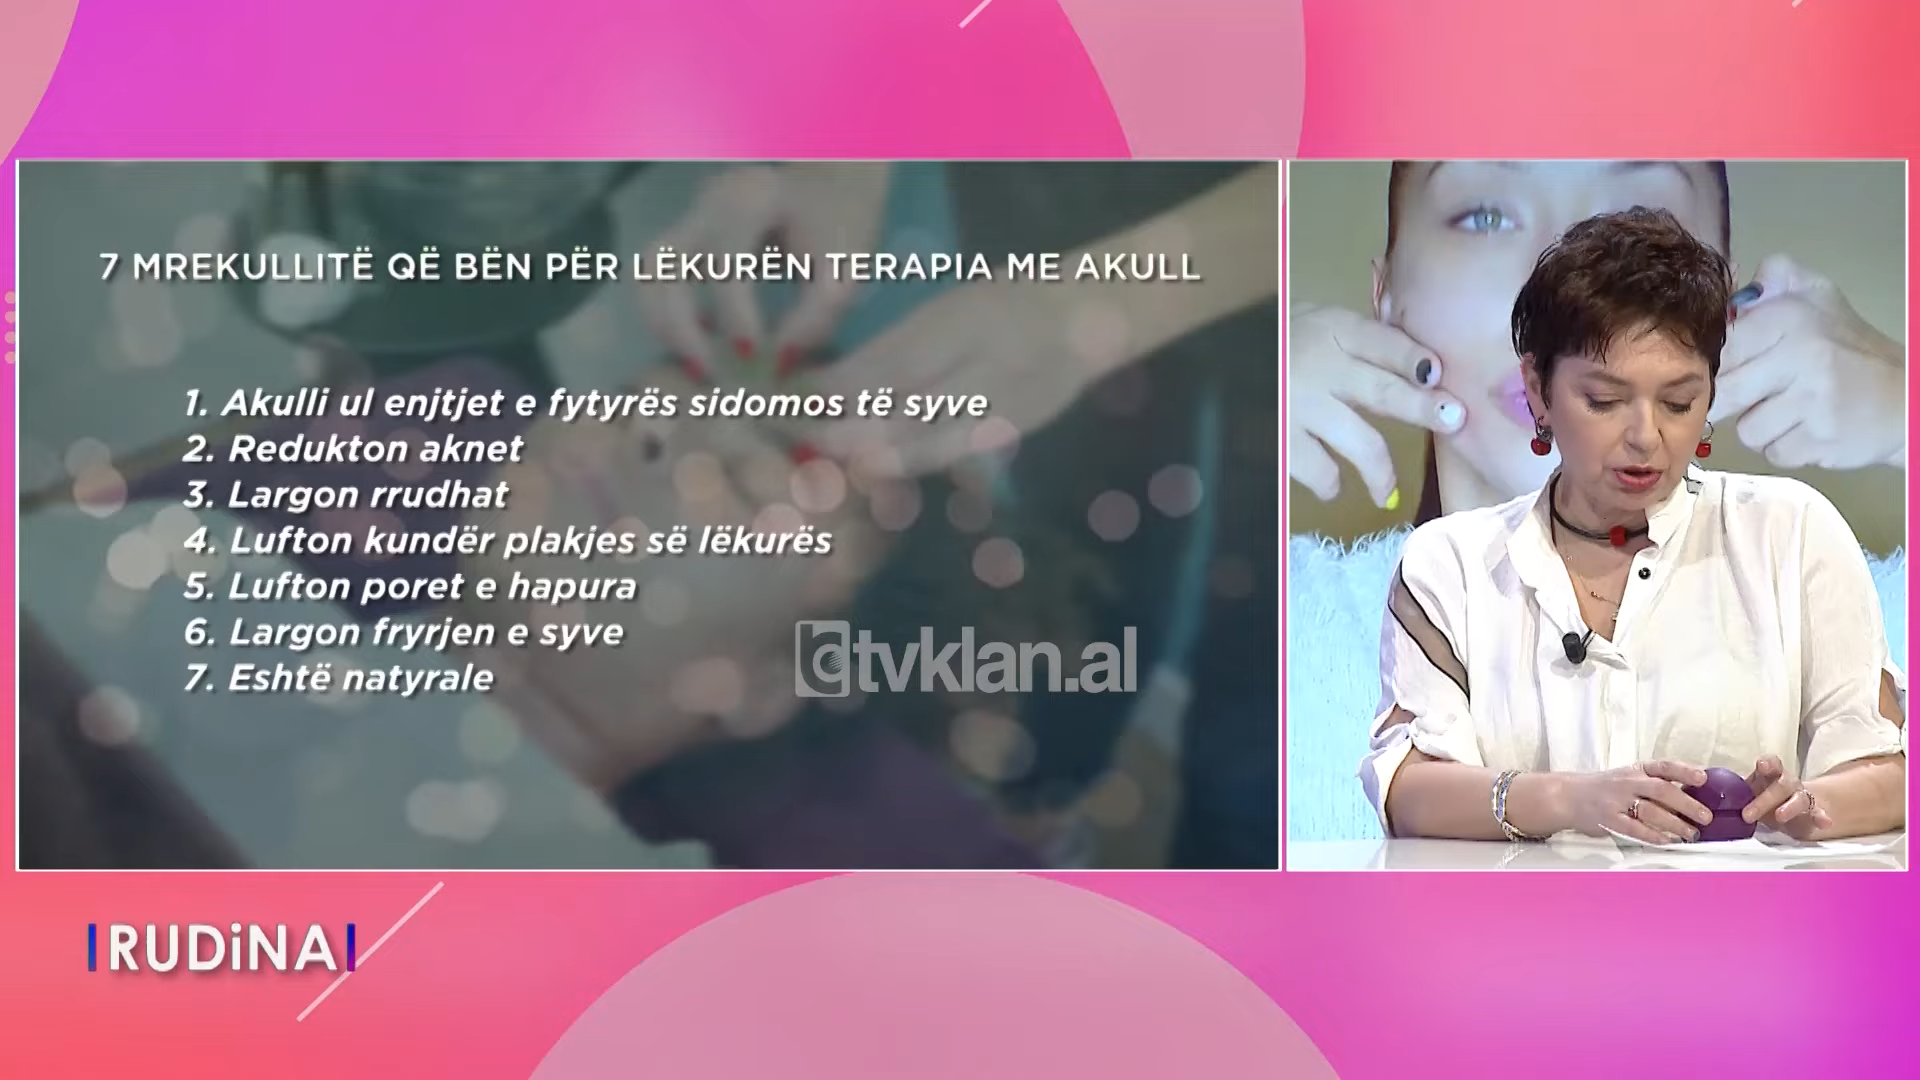 7 MREKULLITË QË BËN PËR LËKURËN TERAPIA ME AKULL
1. Akulli ul enjtjet e fytyrës sidomos të syve
2. Redukton aknet
3. Largon rrudhat
4. Lufton kundër plakjes së lëkurës
5. Lufton poret e hapura
6. Largon fryrjen e syve
7. Eshtë natyrale
tvklan.al
RUDiNA